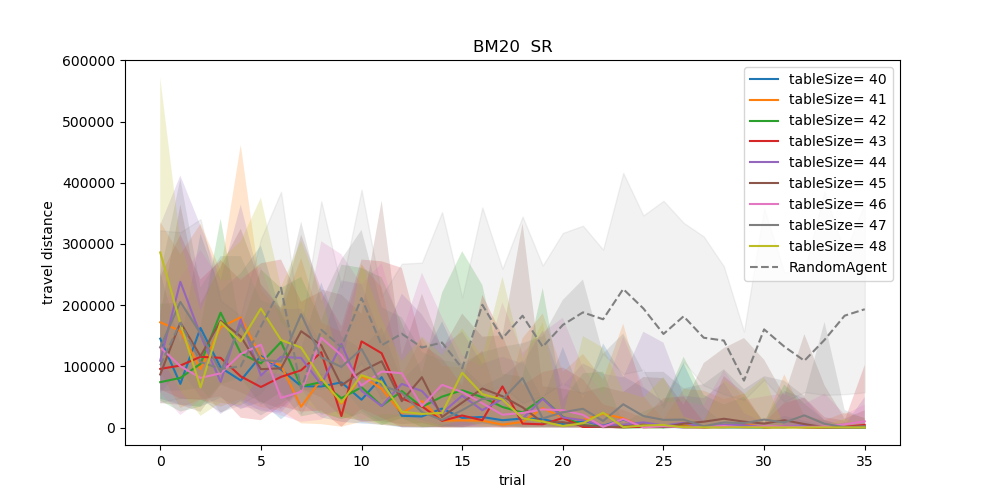 BM20  SR
600000
500000
400000
300000
200000
100000
0
travel distance
0
5
10
15
20
25
30
35
trial
tableSize= 40
tableSize= 41
tableSize= 42
tableSize= 43
tableSize= 44
tableSize= 45
tableSize= 46
tableSize= 47
tableSize= 48
RandomAgent